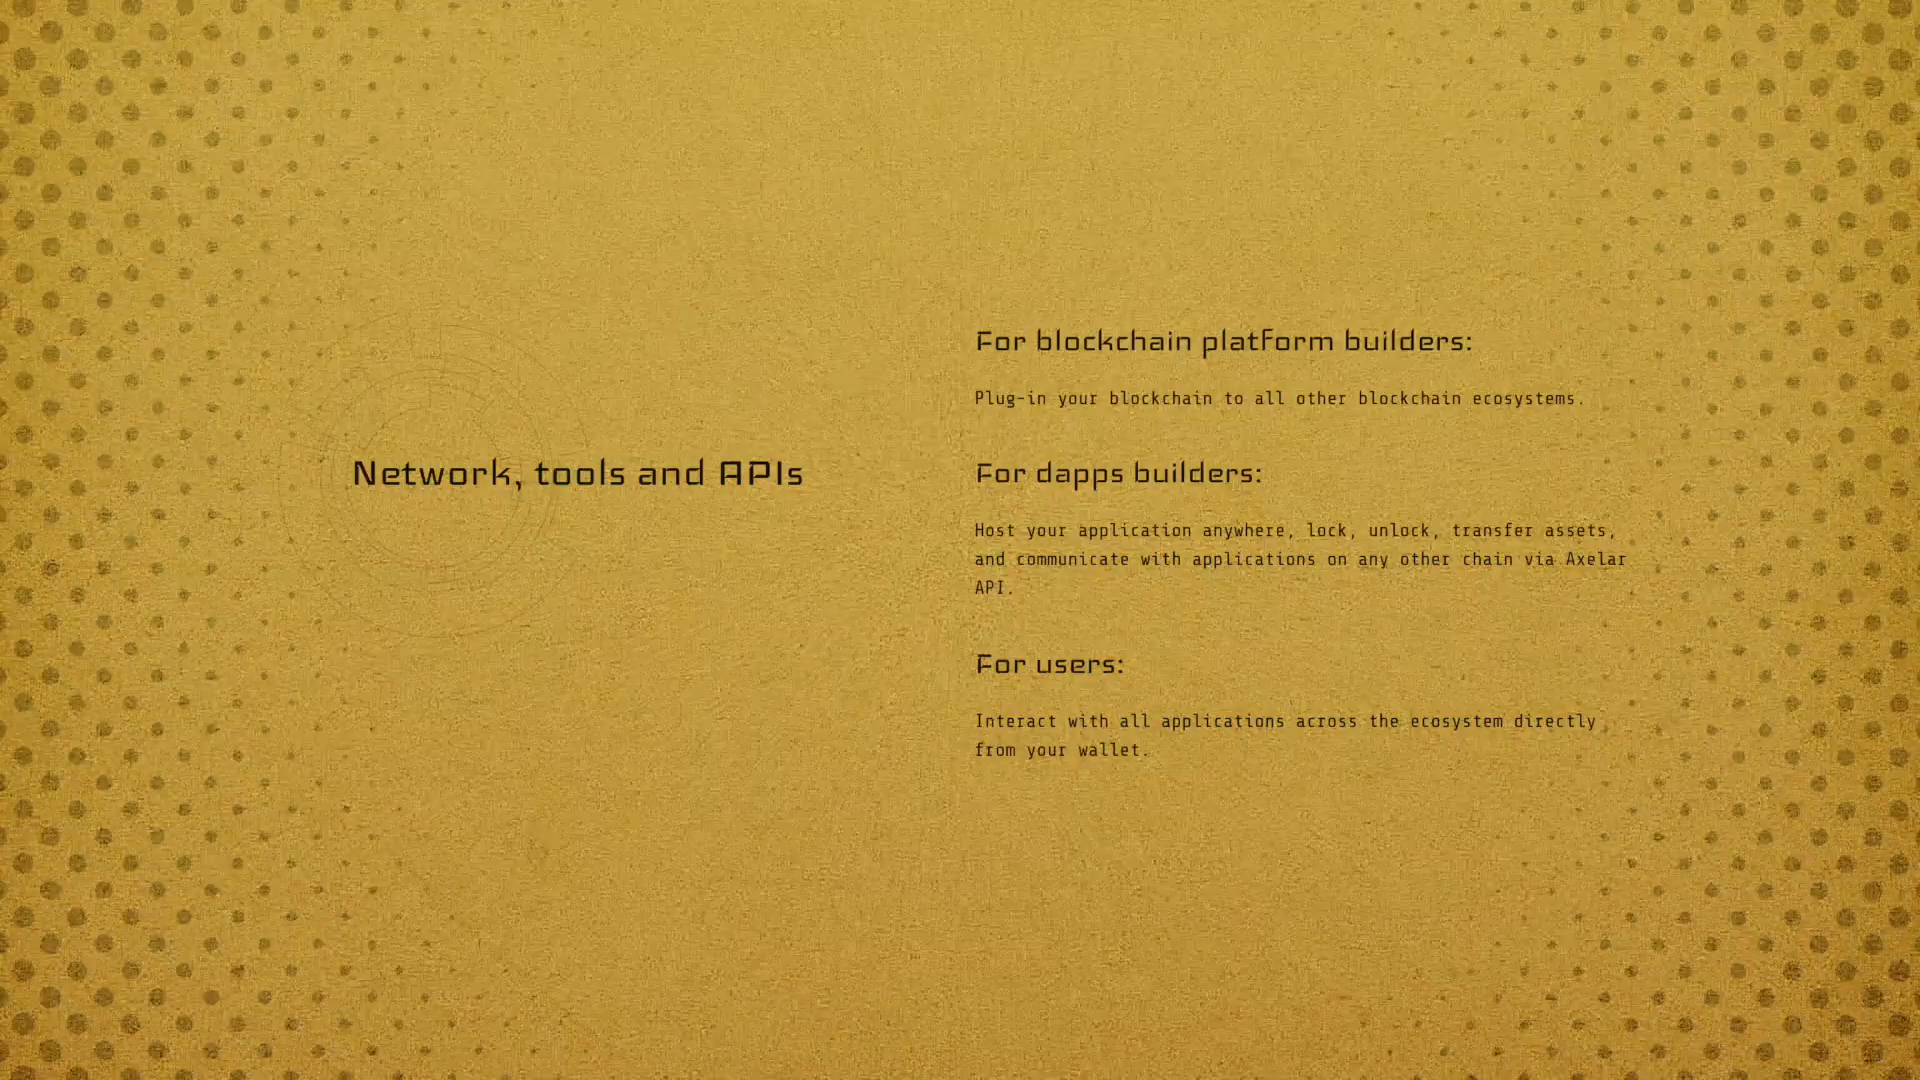 Network, tools and APIs
For blockchain platform builders:
Plug-in your blockchain to all other blockchain ecosystems.
For dapps builders:
Host your application anywhere, lock, unlock, transfer assets,
and communicate with applications on any other chain via Axelar
API.
For users:
Interact with all applications across the ecosystem directly
from your wallet.